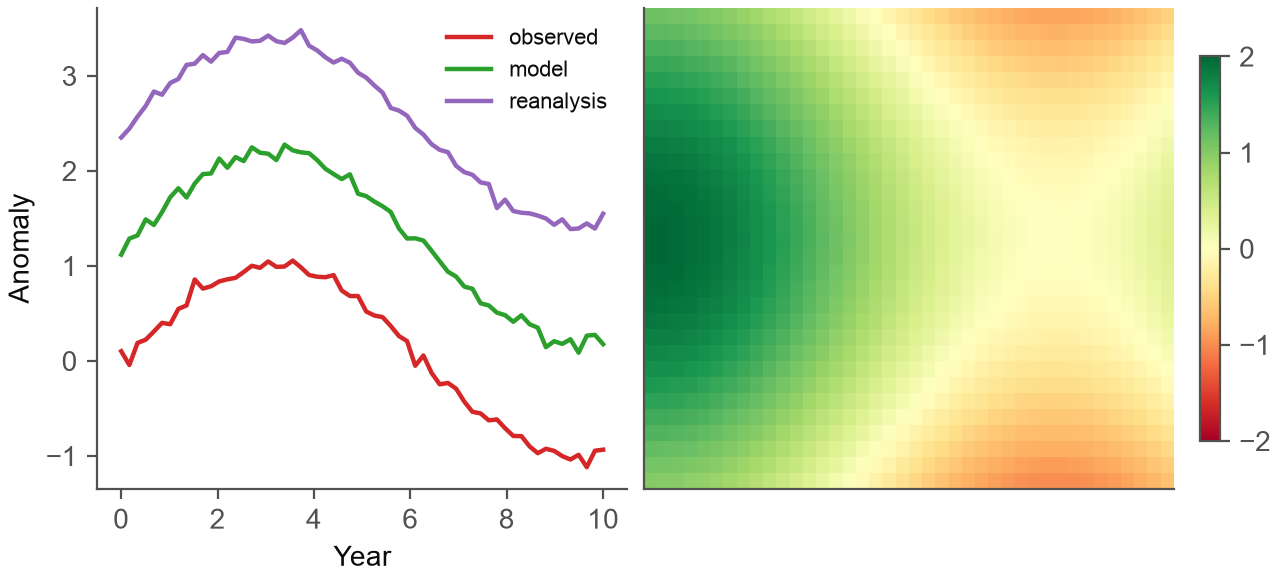 observed
model
reanalysis
3
2
1
0
−1
Anomaly
0 2 4 6 8 10
Year
2
1
0
−1
−2